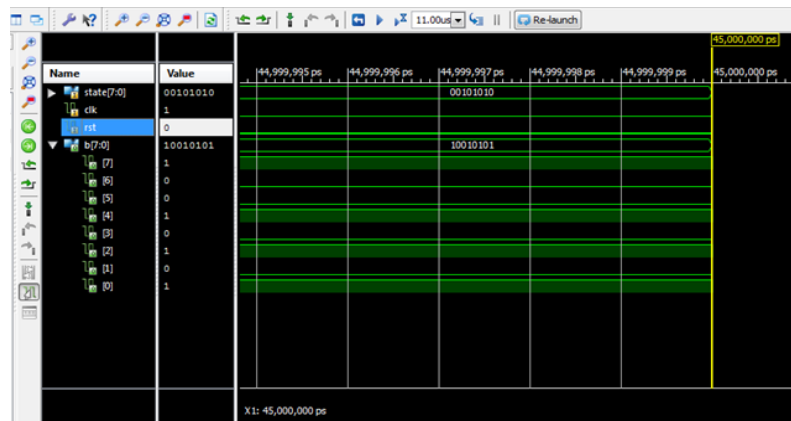 11.00us Re-launch
45,000,000 ps
Name Value 44,999,995 ps 44,999,996 ps 44,999,997 ps 44,999,998 ps 44,999,999 ps 45,000,000 ps
state[7:0] 00101010 00101010
clk 1
rst 0
b[7:0] 10010101 10010101
[7] 1
[6] 0
[5] 0
[4] 1
[3] 0
[2] 1
[1] 0
[0] 1
X1: 45,000,000 ps